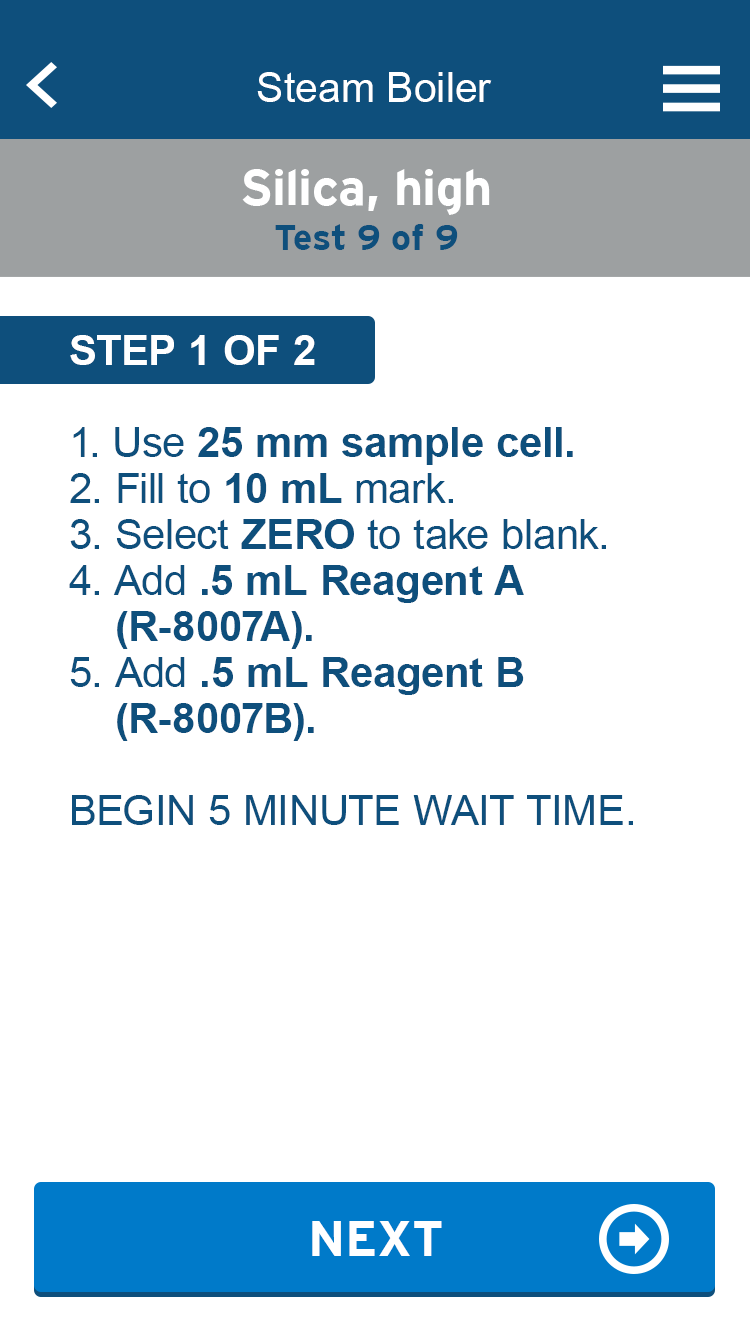 Steam Boiler
Silica, high
Test 9 of 9
STEP 1 OF 2
1. Use 25 mm sample cell.
2. Fill to 10 mL mark.
3. Select ZERO to take blank.
4. Add .5 mL Reagent A
(R-8007A).
5. Add .5 mL Reagent B
(R-8007B).
BEGIN 5 MINUTE WAIT TIME.
NEXT